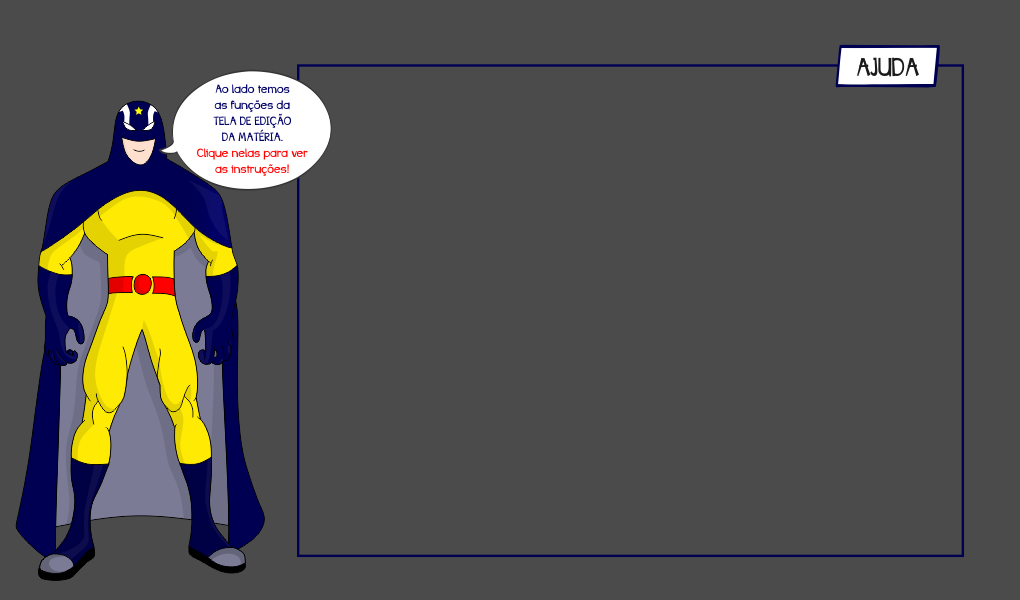 AJUDA
Ao lado temos
as funções da
TELA DE EDIÇÃO
DA MATÉRIA.
Clique nelas para ver
as instruções!